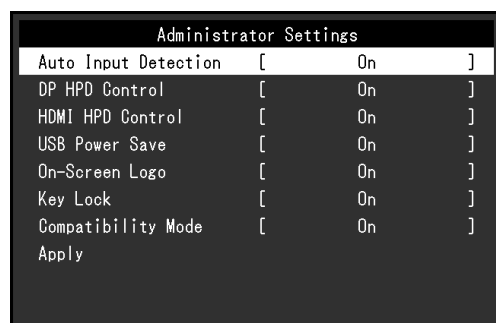 Administrator Settings
Auto Input Detection [ On ]
DP HPD Control [ On ]
HDMI HPD Control [ On ]
USB Power Save [ On ]
On-Screen Logo [ On ]
Key Lock [ On ]
Compatibility Mode [ On ]
Apply